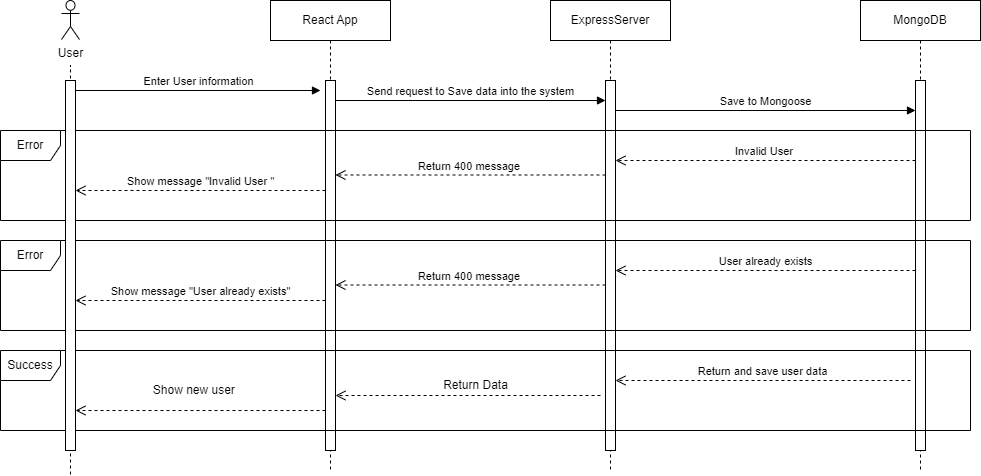 React App
ExpressServer
MongoDB
User
Enter User information
Send request to Save data into the system
Save to Mongoose
Error
Invalid User
Return 400 message
Show message "Invalid User "
Error
User already exists
Return 400 message
Show message "User already exists"
Success
Return and save user data
Return Data
Show new user